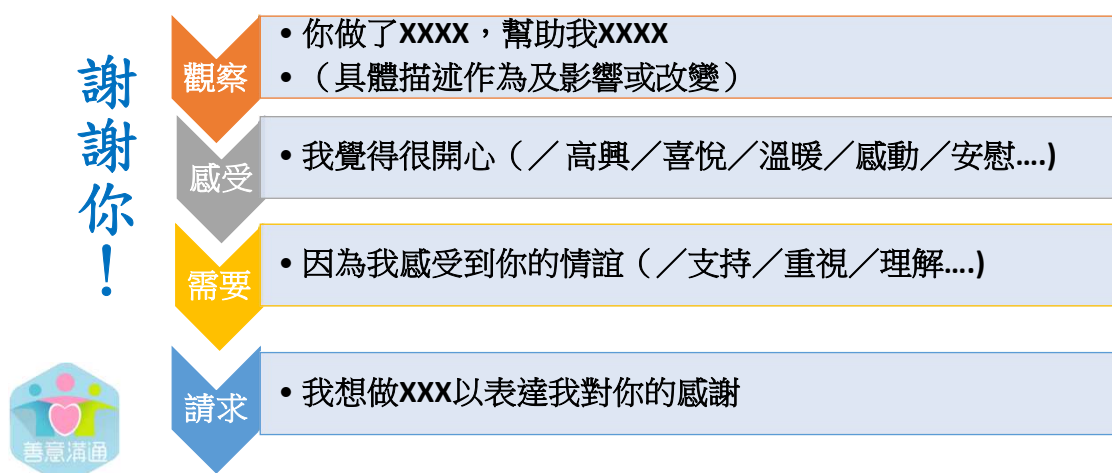 謝謝你！
觀察
• 你做了XXXX，幫助我XXXX
• （具體描述作為及影響或改變）
感受
• 我覺得很開心（／高興／喜悅／溫暖／感動／安慰....)
需要
• 因為我感受到你的情誼（／支持／重視／理解....)
請求
• 我想做XXX以表達我對你的感謝
善意溝通